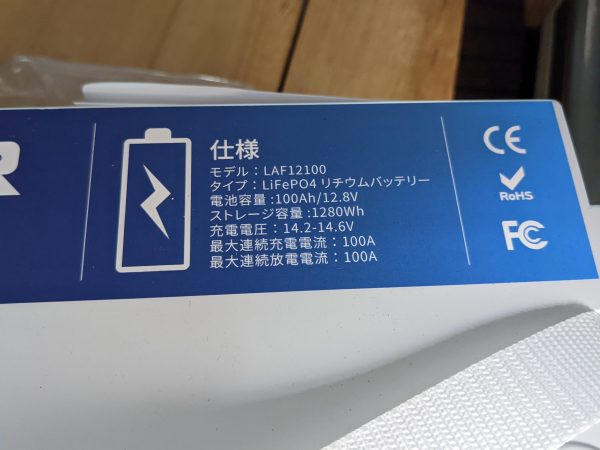 R
仕様
モデル：LAF12100
タイプ：LiFePO4 リチウムバッテリー
電池容量:100Ah/12.8V
ストレージ容量:1280Wh
充電電圧：14.2-14.6V
最大連続充電電流：100A
最大連続放電電流：100A
CE
RoHS
FC